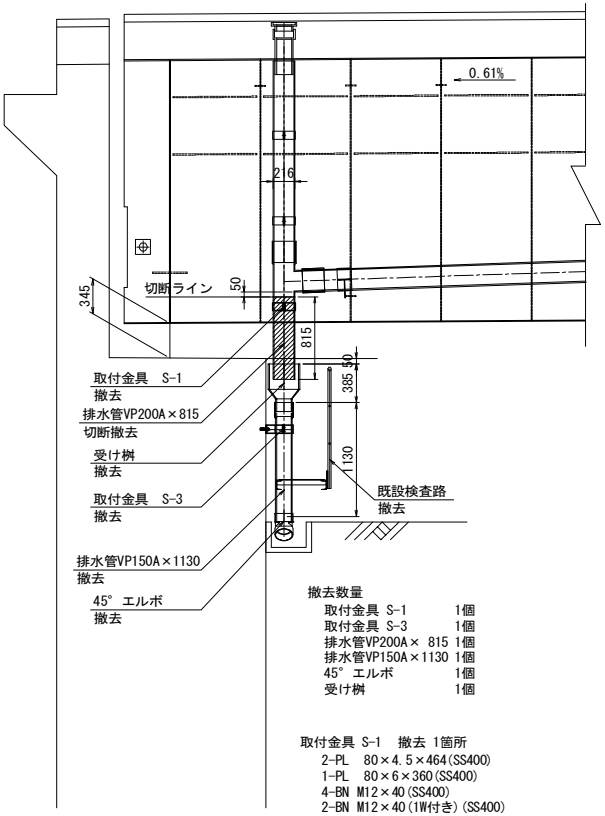 0.61%
216
切断ライン
50
345
815
50
385
1130
取付金具 S-1
撤去
排水管VP200A×815
切断撤去
受け桝
撤去
取付金具 S-3
撤去
既設検査路
撤去
排水管VP150A×1130
撤去
45° エルボ
撤去
撤去数量
取付金具 S-1 1個
取付金具 S-3 1個
排水管VP200A× 815 1個
排水管VP150A×1130 1個
45° エルボ 1個
受け桝 1個
取付金具 S-1 撤去 1箇所
2-PL 80×4.5×464(SS400)
1-PL 80×6×360(SS400)
4-BN M12×40(SS400)
2-BN M12×40(1W付き)(SS400)